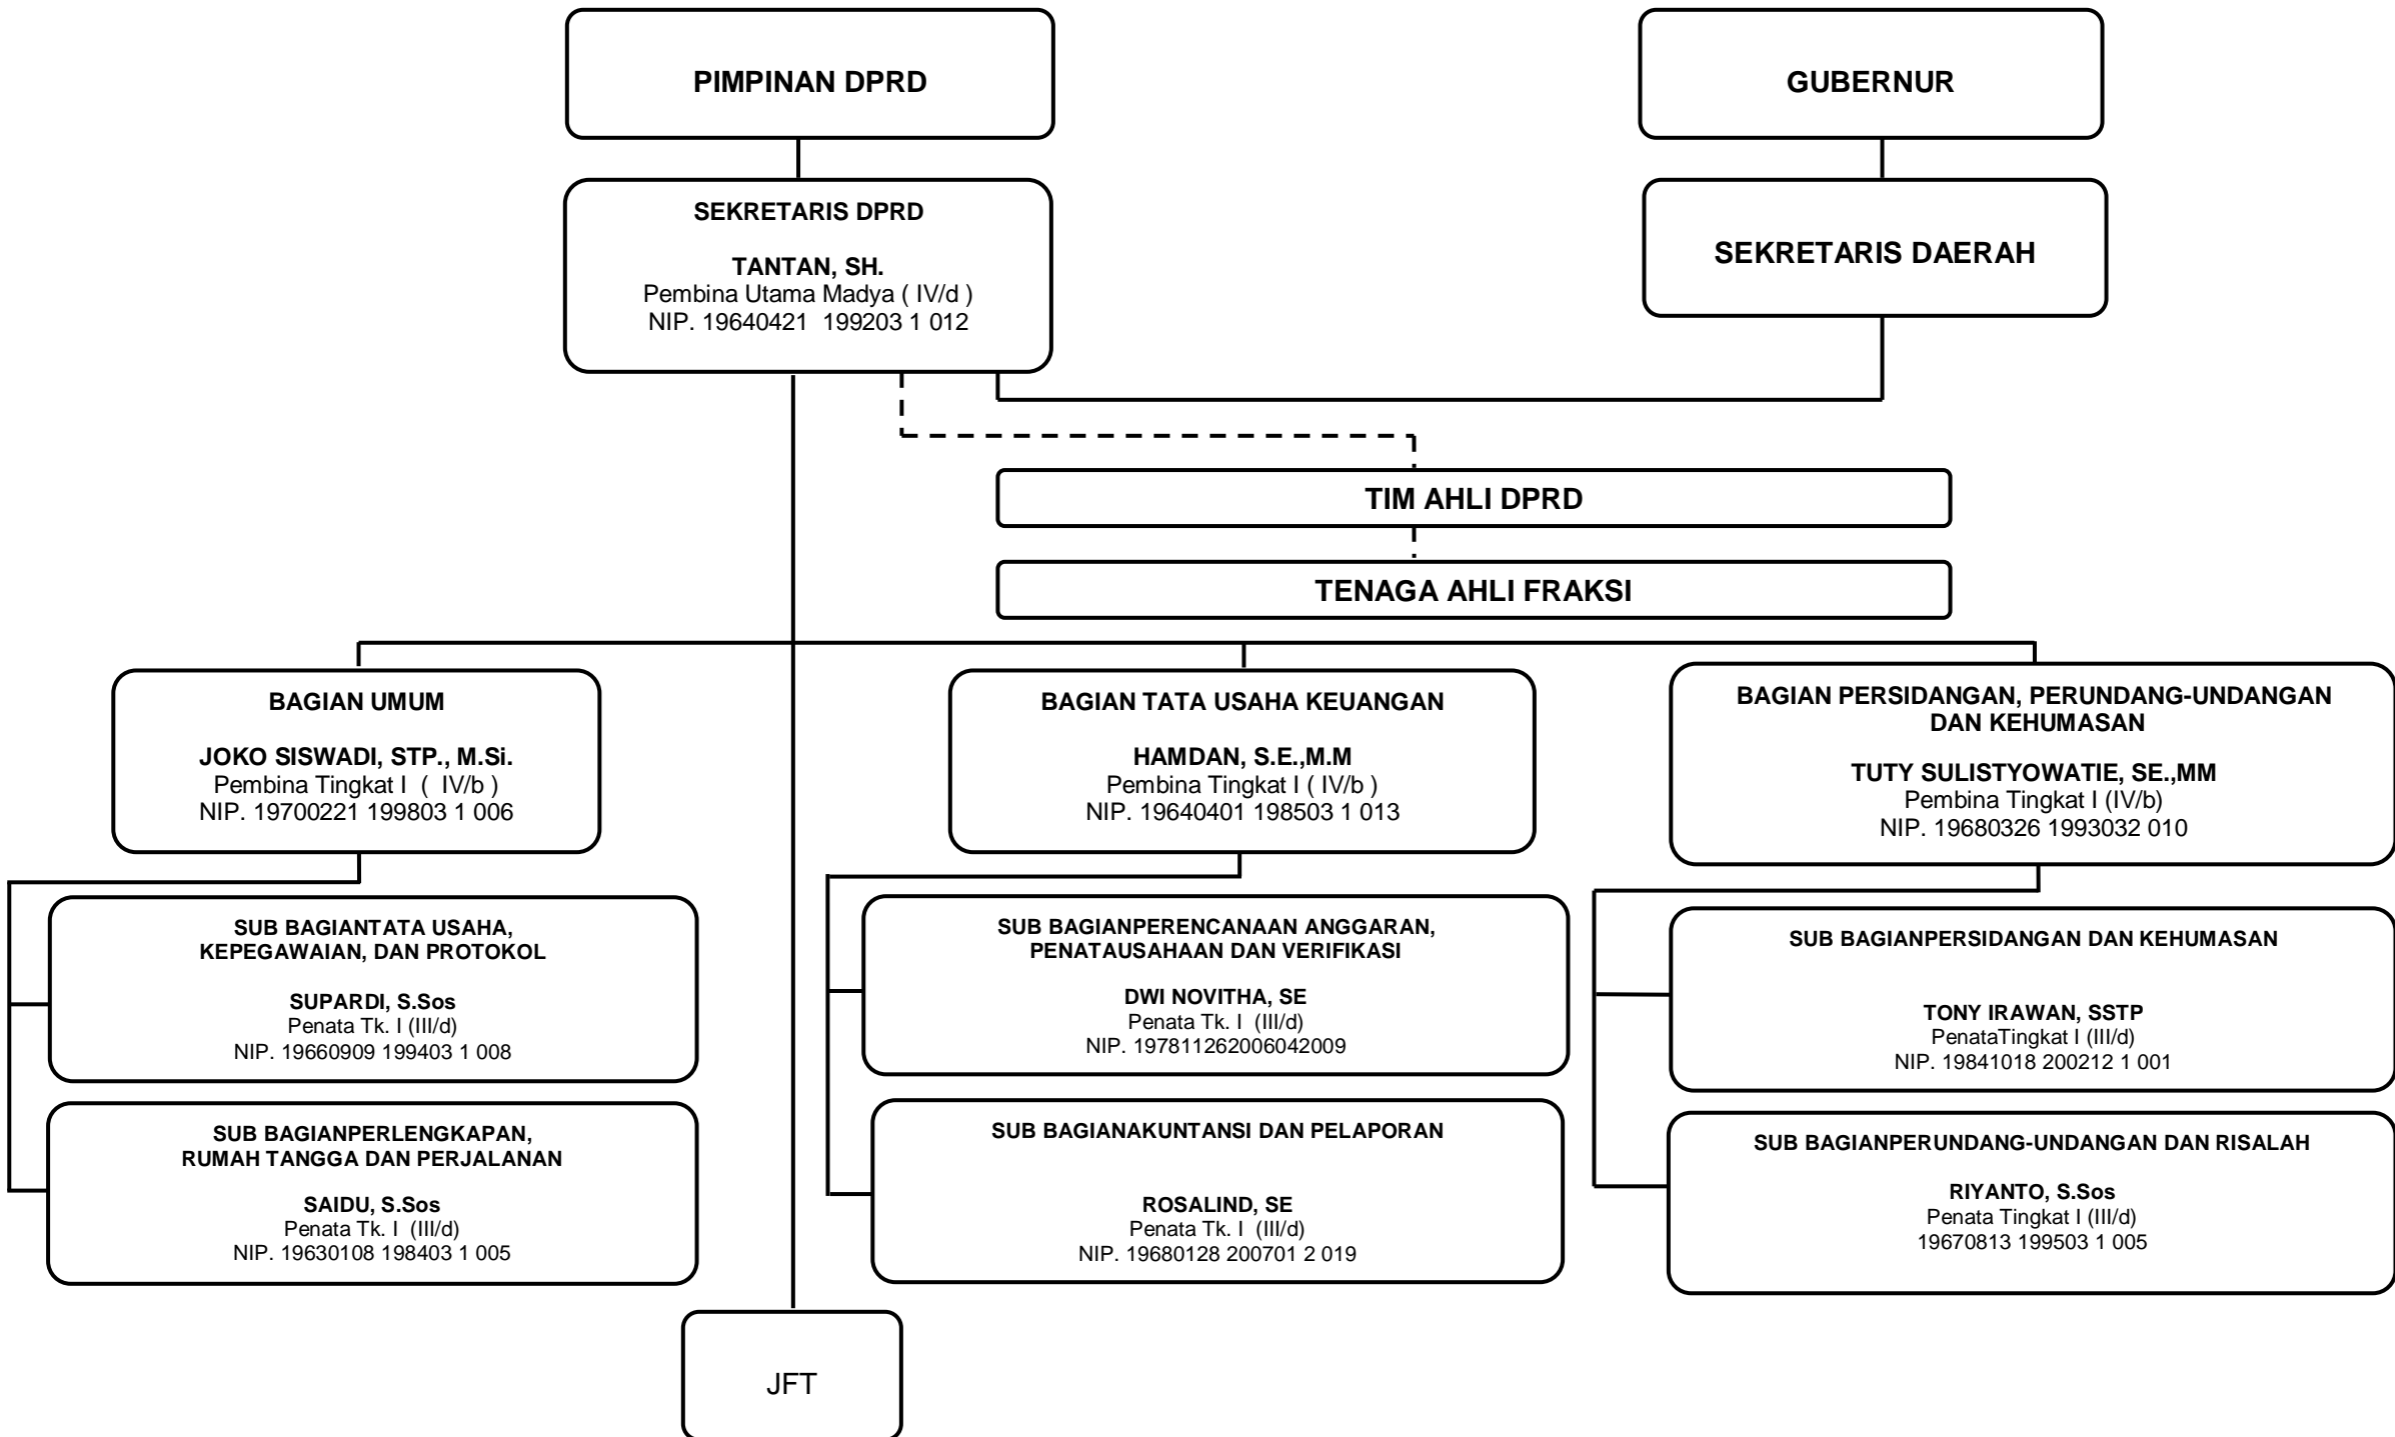 PIMPINAN DPRD
GUBERNUR
SEKRETARIS DPRD
TANTAN, SH.
Pembina Utama Madya ( IV/d )
NIP. 19640421  199203 1 012
SEKRETARIS DAERAH
TIM AHLI DPRD
TENAGA AHLI FRAKSI
BAGIAN UMUM
JOKO SISWADI, STP., M.Si.
Pembina Tingkat I  (  IV/b )
NIP. 19700221 199803 1 006
BAGIAN TATA USAHA KEUANGAN
HAMDAN, S.E.,M.M
Pembina Tingkat I ( IV/b )
NIP. 19640401 198503 1 013
BAGIAN PERSIDANGAN, PERUNDANG-UNDANGAN
DAN KEHUMASAN
TUTY SULISTYOWATIE, SE.,MM
Pembina Tingkat I (IV/b)
NIP. 19680326 1993032 010
SUB BAGIANTATA USAHA,
KEPEGAWAIAN, DAN PROTOKOL
SUPARDI, S.Sos
Penata Tk. I (III/d)
NIP. 19660909 199403 1 008
SUB BAGIANPERENCANAAN ANGGARAN,
PENATAUSAHAAN DAN VERIFIKASI
DWI NOVITHA, SE
Penata Tk. I  (III/d)
NIP. 197811262006042009
SUB BAGIANPERSIDANGAN DAN KEHUMASAN
TONY IRAWAN, SSTP
PenataTingkat I (III/d)
NIP. 19841018 200212 1 001
SUB BAGIANPERLENGKAPAN,
RUMAH TANGGA DAN PERJALANAN
SAIDU, S.Sos
Penata Tk. I  (III/d)
NIP. 19630108 198403 1 005
SUB BAGIANAKUNTANSI DAN PELAPORAN
ROSALIND, SE
Penata Tk. I  (III/d)
NIP. 19680128 200701 2 019
SUB BAGIANPERUNDANG-UNDANGAN DAN RISALAH
RIYANTO, S.Sos
Penata Tingkat I (III/d)
19670813 199503 1 005
JFT